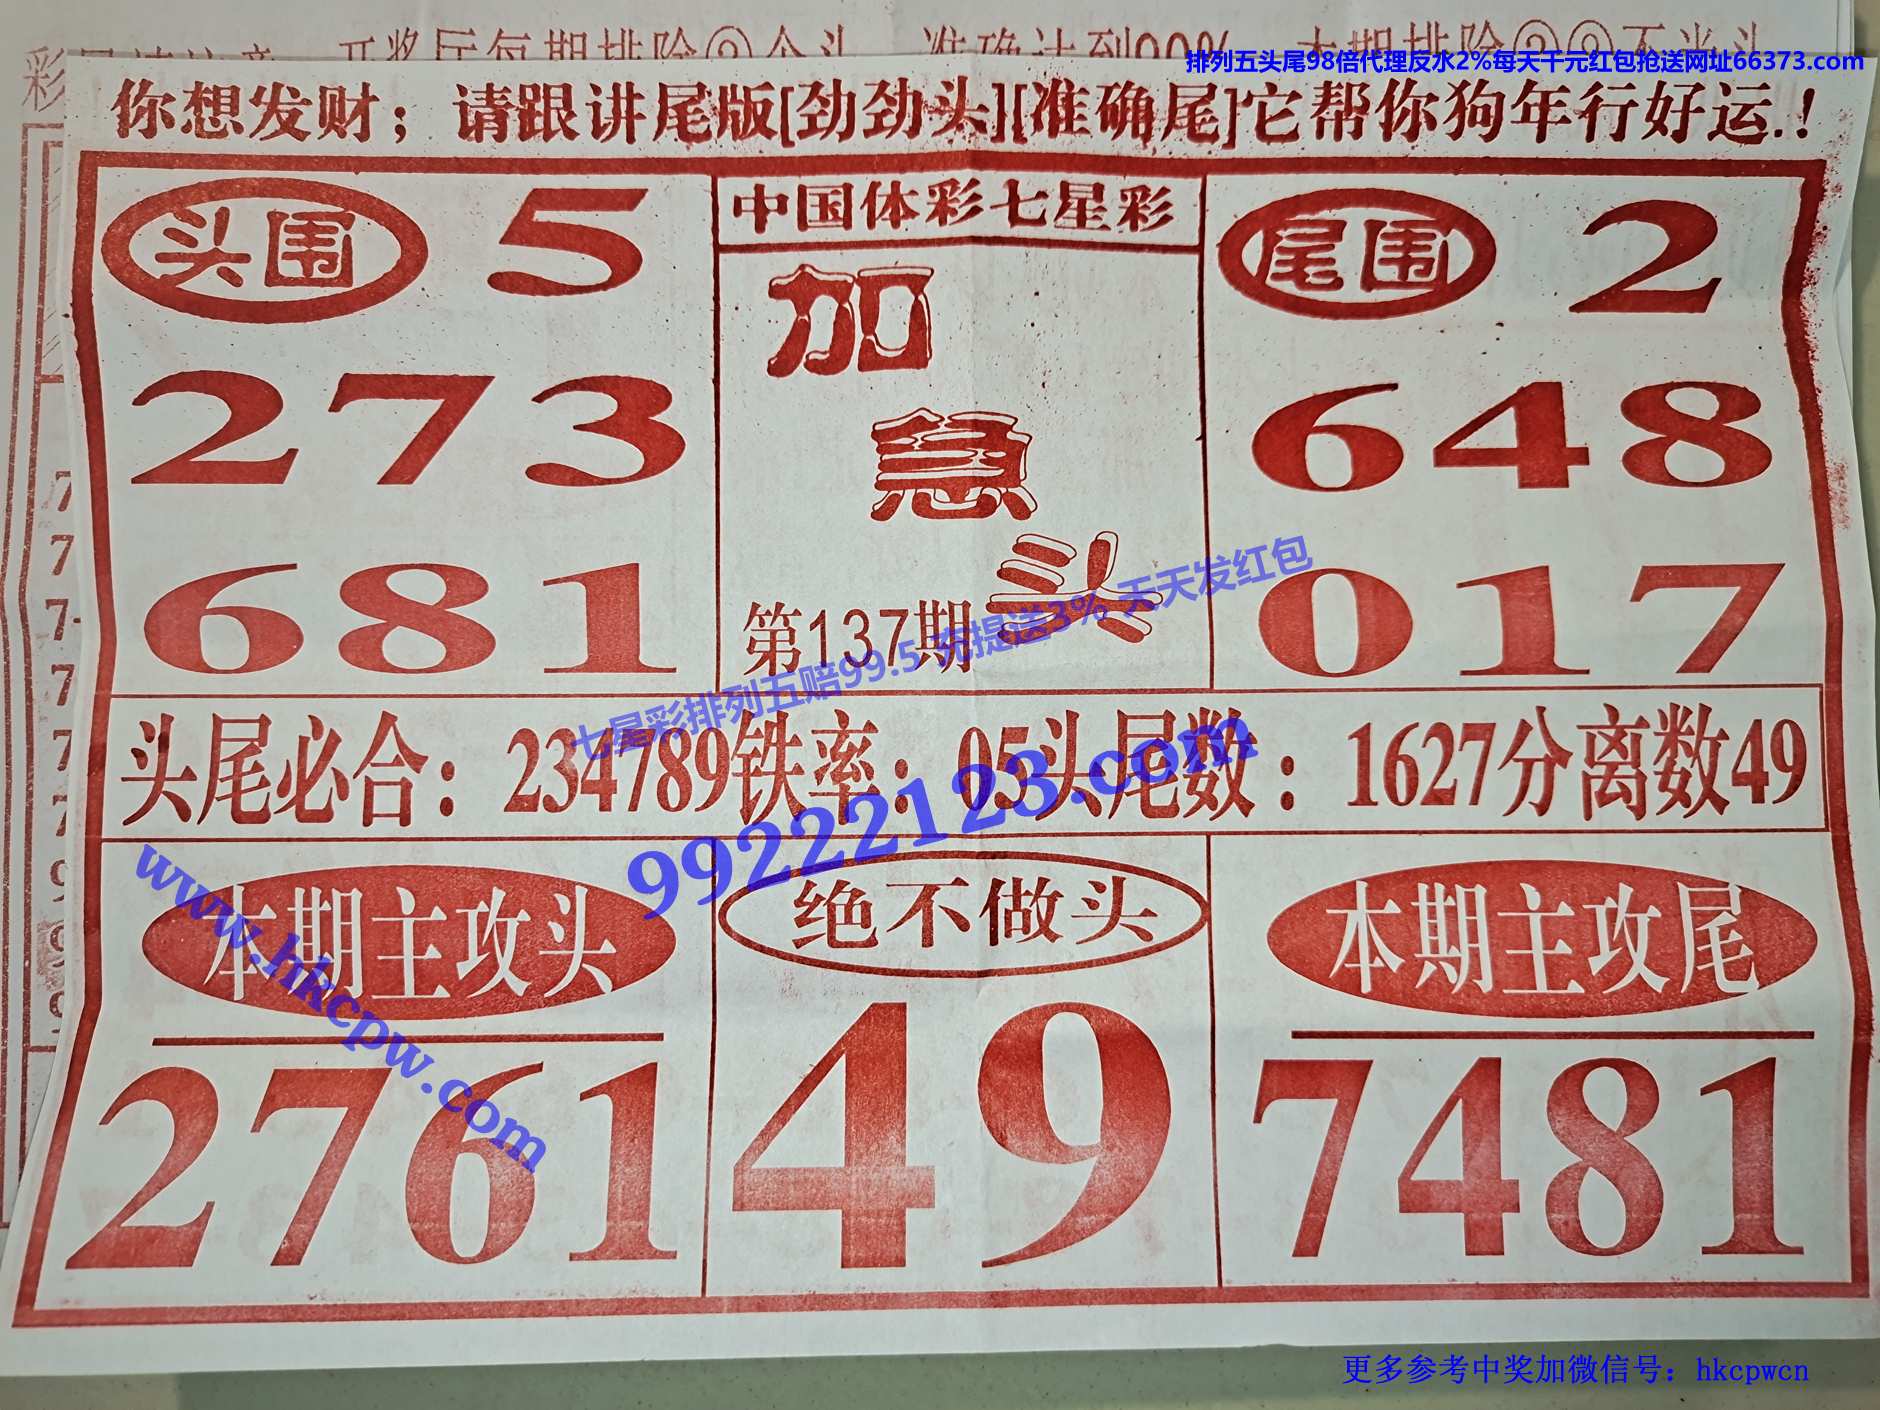 排列五头尾98倍代理反水2%每天千元红包抢送网址66373.com
你想发财；请跟讲尾版[劲劲头][准确尾]它帮你狗年行好运.!
头围 5
273
681
中国体彩七星彩
加
急
头
第137期
尾围 2
648
017
七星彩排列五赔99.5 充提送3% 天天发红包
头尾必合：234789铁率：05头尾数：1627分离数49
99222123.com
www.hkcpw.com
本期主攻头
2761
绝不做头
49
本期主攻尾
7481
更多参考中奖加微信号：hkcpwcn